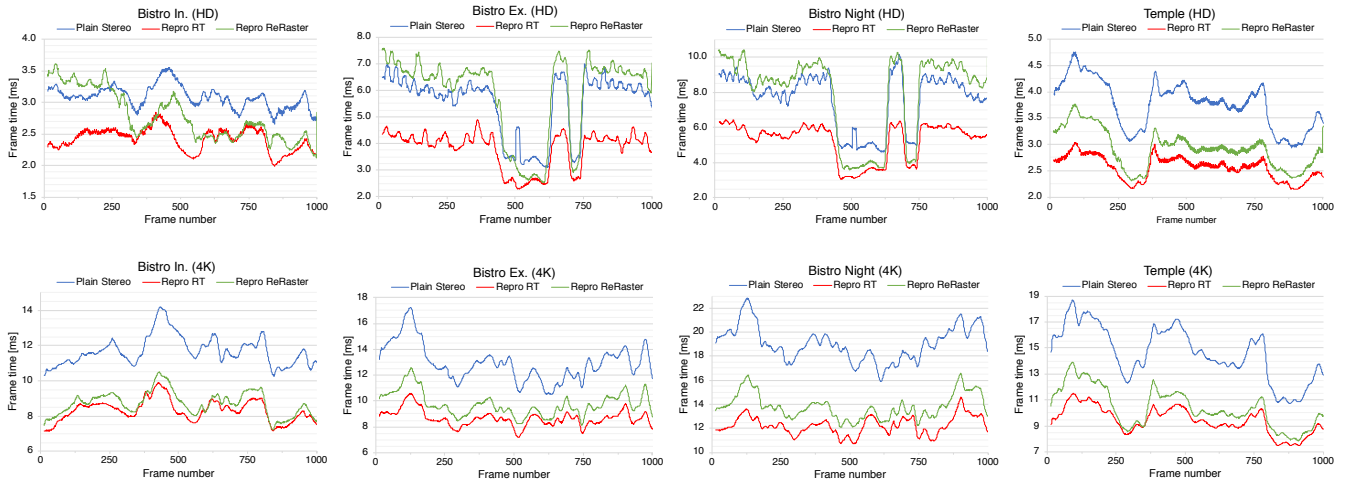 Bistro In. (HD)
Plain Stereo Repro RT Repro ReRaster
Frame time [ms]
4.0
3.5
3.0
2.5
2.0
1.5
0 250 500 750 1000
Frame number
Bistro Ex. (HD)
Plain Stereo Repro RT Repro ReRaster
Frame time [ms]
8.0
7.0
6.0
5.0
4.0
3.0
2.0
0 250 500 750 1000
Frame number
Bistro Night (HD)
Plain Stereo Repro RT Repro ReRaster
Frame time [ms]
10.0
8.0
6.0
4.0
2.0
0 250 500 750 1000
Frame number
Temple (HD)
Plain Stereo Repro RT Repro ReRaster
Frame time [ms]
5.0
4.5
4.0
3.5
3.0
2.5
2.0
0 250 500 750 1000
Frame number
Bistro In. (4K)
Plain Stereo Repro RT Repro ReRaster
Frame time [ms]
14
12
10
8
6
0 250 500 750 1000
Frame number
Bistro Ex. (4K)
Plain Stereo Repro RT Repro ReRaster
Frame time [ms]
18
16
14
12
10
8
6
0 250 500 750 1000
Frame number
Bistro Night (4K)
Plain Stereo Repro RT Repro ReRaster
Frame time [ms]
22
20
18
16
14
12
10
0 250 500 750 1000
Frame number
Temple (4K)
Plain Stereo Repro RT Repro ReRaster
Frame time [ms]
19
17
15
13
11
9
7
0 250 500 750 1000
Frame number